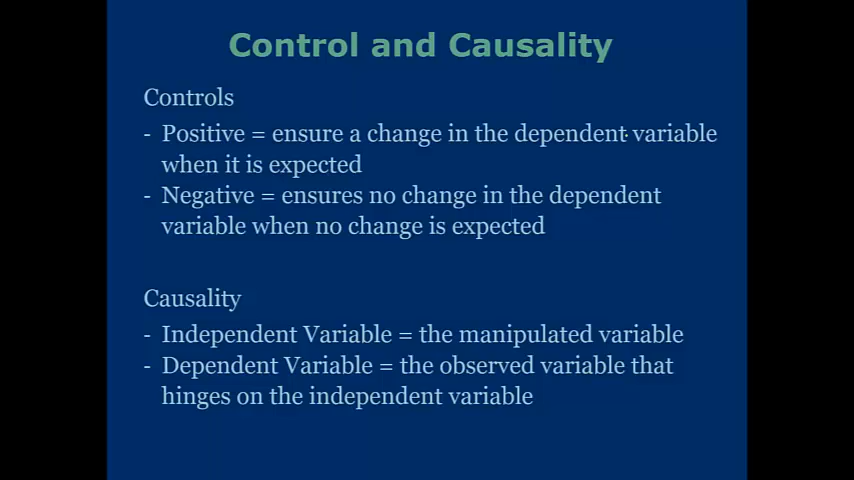 Control and Causality
Controls
- Positive = ensure a change in the dependent variable
when it is expected
- Negative = ensures no change in the dependent
variable when no change is expected
Causality
- Independent Variable = the manipulated variable
- Dependent Variable = the observed variable that
hinges on the independent variable